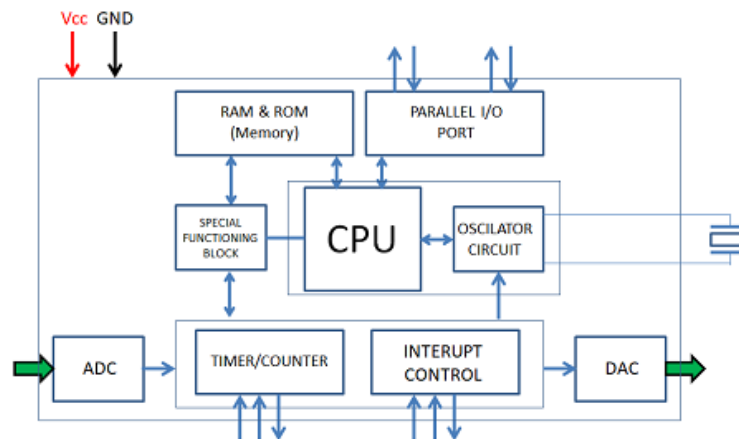 Vcc GND
RAM & ROM
(Memory)
PARALLEL I/O
PORT
SPECIAL
FUNCTIONING
BLOCK
CPU
OSCILATOR
CIRCUIT
ADC
TIMER/COUNTER
INTERUPT
CONTROL
DAC